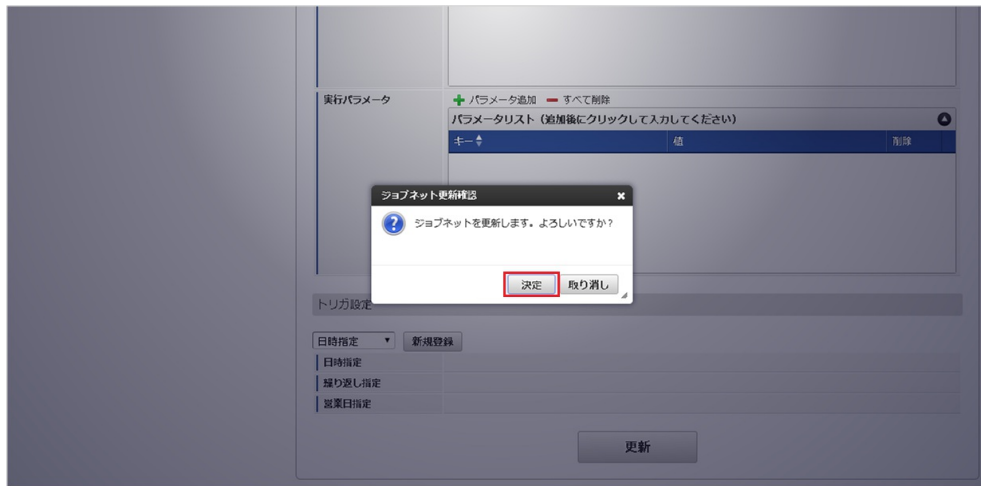 実行パラメータ
パラメータ追加 すべて削除
パラメータリスト（追加後にクリックして入力してください）
キー 値 削除
ジョブネット更新確認
ジョブネットを更新します。よろしいですか？
決定 取り消し
トリガ設定
日時指定 新規登録
日時指定
繰り返し指定
営業日指定
更新